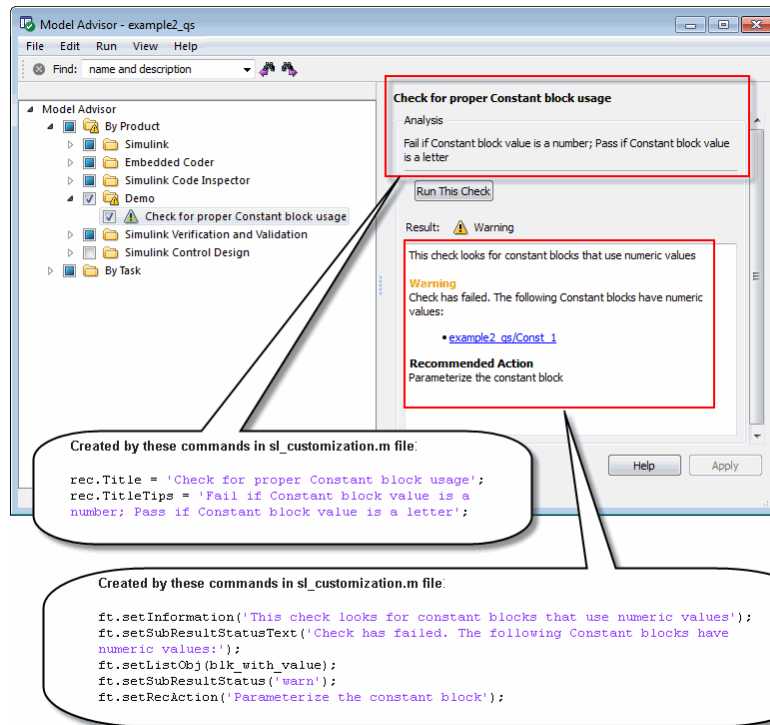 Model Advisor - example2_qs
File Edit Run View Help
Find: name and description
Model Advisor
By Product
Simulink
Embedded Coder
Simulink Code Inspector
Demo
Check for proper Constant block usage
Simulink Verification and Validation
Simulink Control Design
By Task
Check for proper Constant block usage
Analysis
Fail if Constant block value is a number; Pass if Constant block value
is a letter
Run This Check
Result: Warning
This check looks for constant blocks that use numeric values
Warning
Check has failed. The following Constant blocks have numeric
values:
• example2_qs/Const_1
Recommended Action
Parameterize the constant block
Help Apply
Created by these commands in sl_customization.m file:
rec.Title = 'Check for proper Constant block usage';
rec.TitleTips = 'Fail if Constant block value is a
number; Pass if Constant block value is a letter';
Created by these commands in sl_customization.m file:
ft.setInformation('This check looks for constant blocks that use numeric values');
ft.setSubResultStatusText('Check has failed. The following Constant blocks have
numeric values:');
ft.setListObj(blk_with_value);
ft.setSubResultStatus('warn');
ft.setRecAction('Parameterize the constant block');